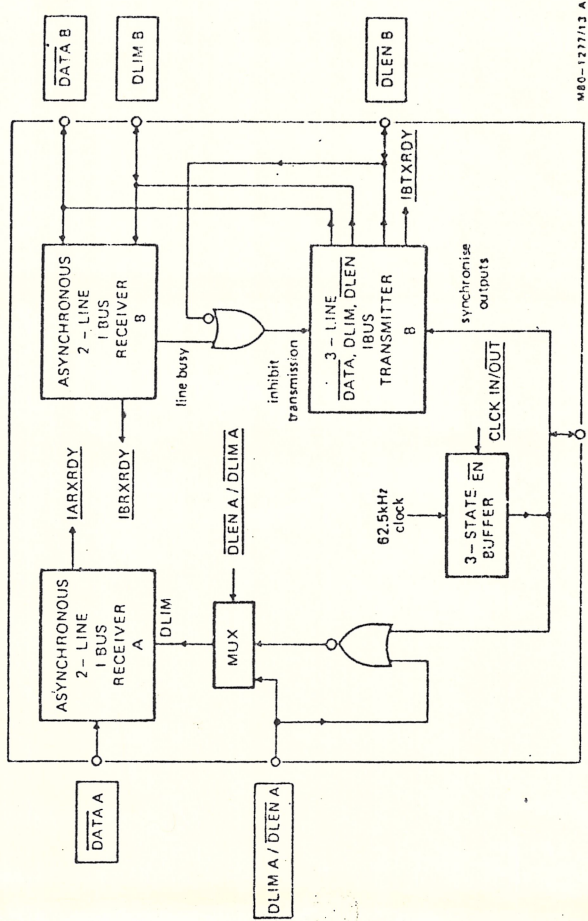 DATA B
DLIM B
DLEN B
ASYNCHRONOUS
2 - LINE
I BUS
RECEIVER
B
line busy
IBRXRDY
IARXRDY
ASYNCHRONOUS
2 - LINE
I BUS
RECEIVER
A
DATA A
DLIM
MUX
DLEN A / DLIM A
DLIM A / DLEN A
inhibit
transmission
3 - LINE
DATA, DLIM, DLEN
I BUS
TRANSMITTER
B
IBTXRDY
synchronise
outputs
62.5kHz
clock
3 - STATE EN
BUFFER
CLCK IN/OUT
M80-1277/13 A